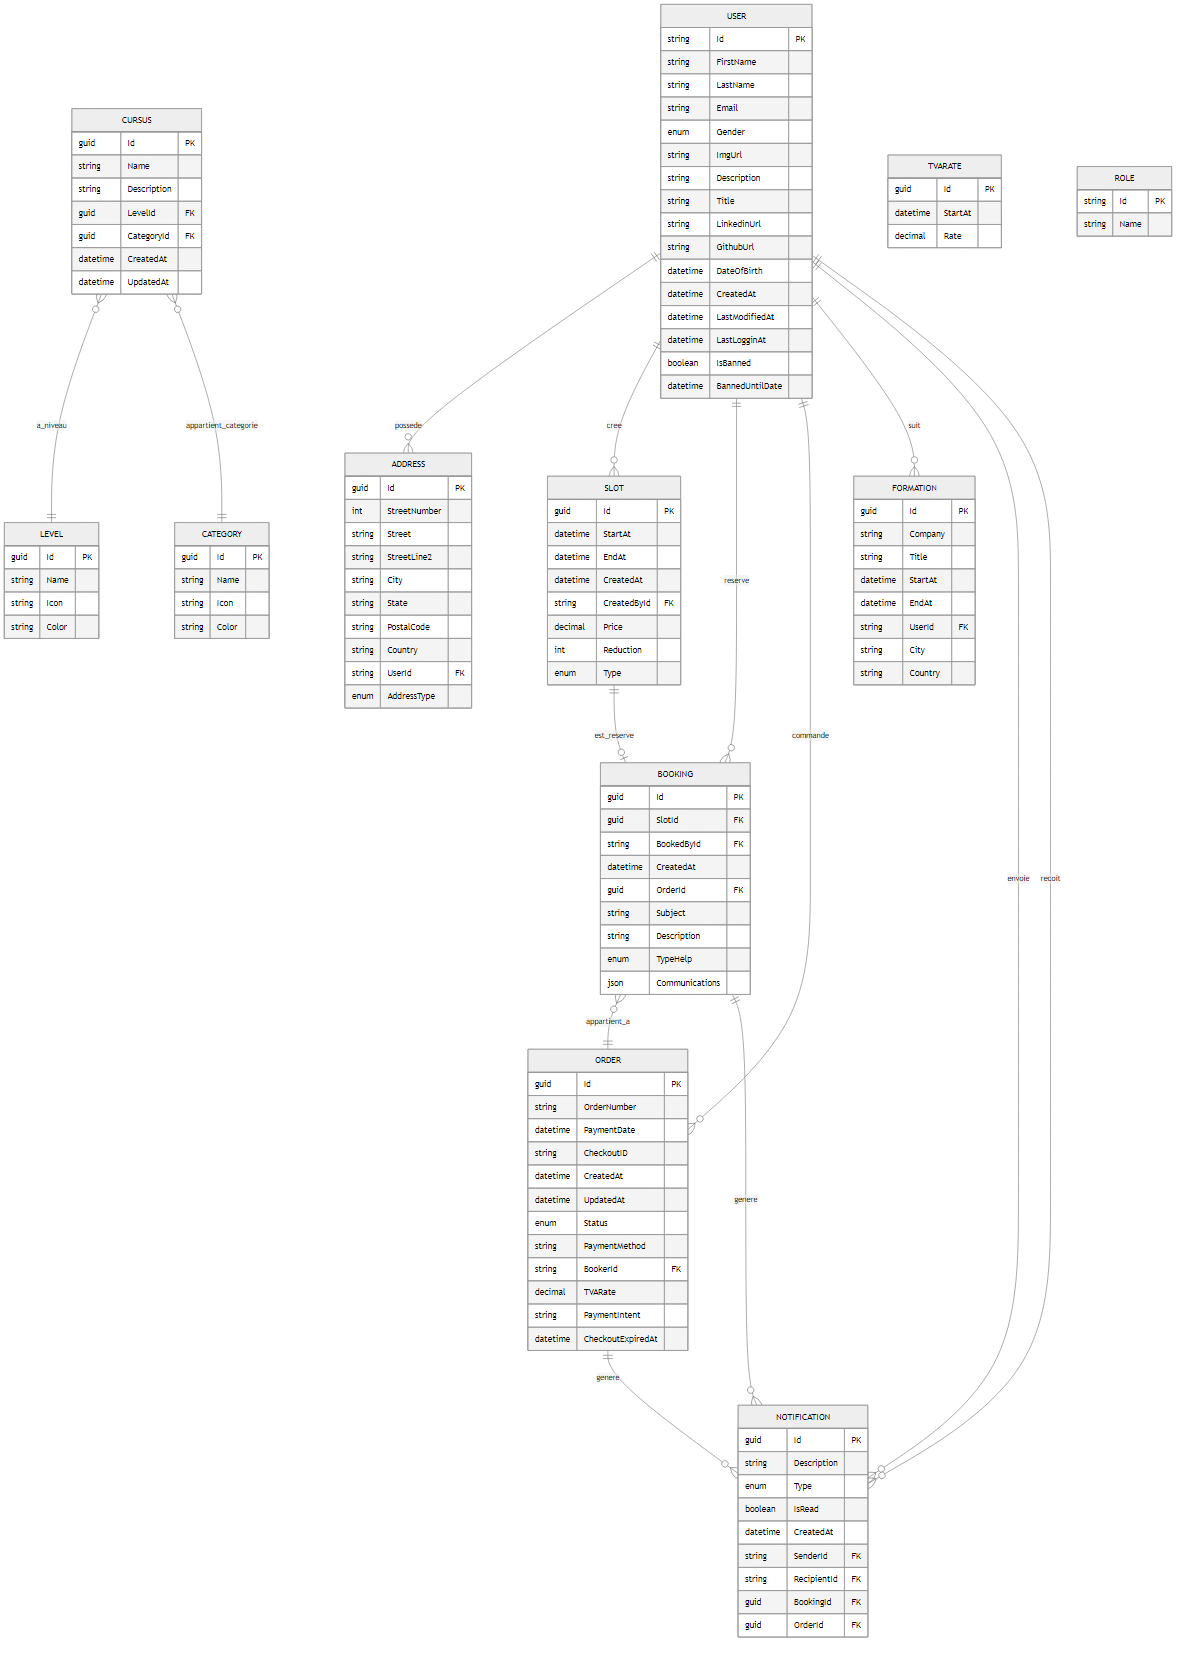 USER
string Id PK
string FirstName
string LastName
string Email
enum Gender
string ImgUrl
string Description
string Title
string LinkedinUrl
string GithubUrl
datetime DateOfBirth
datetime CreatedAt
datetime LastModifiedAt
datetime LastLogginAt
boolean IsBanned
datetime BannedUntilDate
CURSUS
guid Id PK
string Name
string Description
guid LevelId FK
guid CategoryId FK
datetime CreatedAt
datetime UpdatedAt
TVARATE
guid Id PK
datetime StartAt
decimal Rate
ROLE
string Id PK
string Name
a_niveau
appartient_categorie
possede
cree
suit
LEVEL
guid Id PK
string Name
string Icon
string Color
CATEGORY
guid Id PK
string Name
string Icon
string Color
ADDRESS
guid Id PK
int StreetNumber
string Street
string StreetLine2
string City
string State
string PostalCode
string Country
string UserId FK
enum AddressType
SLOT
guid Id PK
datetime StartAt
datetime EndAt
datetime CreatedAt
string CreatedById FK
decimal Price
int Reduction
enum Type
reserve
FORMATION
guid Id PK
string Company
string Title
datetime StartAt
datetime EndAt
string UserId FK
string City
string Country
est_reserve
commande
BOOKING
guid Id PK
guid SlotId FK
string BookedById FK
datetime CreatedAt
guid OrderId FK
string Subject
string Description
enum TypeHelp
json Communications
envoie
recoit
appartient_a
ORDER
guid Id PK
string OrderNumber
datetime PaymentDate
string CheckoutID
datetime CreatedAt
datetime UpdatedAt
enum Status
string PaymentMethod
string BookerId FK
decimal TVARate
string PaymentIntent
datetime CheckoutExpiredAt
genere
genere
NOTIFICATION
guid Id PK
string Description
enum Type
boolean IsRead
datetime CreatedAt
string SenderId FK
string RecipientId FK
guid BookingId FK
guid OrderId FK